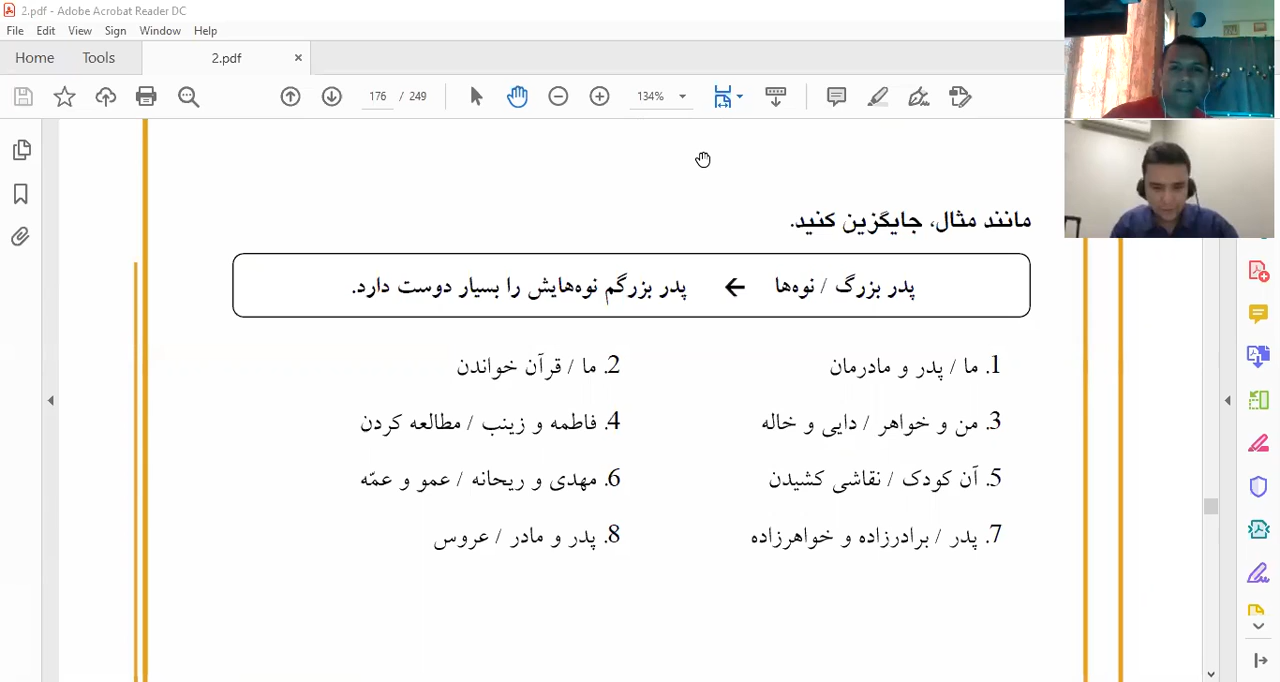 2.pdf - Adobe Acrobat Reader DC
File Edit View Sign Window Help
Home Tools 2.pdf ×
176 / 249 134%
مانند مثال، جایگزین کنید.
پدر بزرگ / نوه‌ها ← پدر بزرگم نوه‌هایش را بسیار دوست دارد.
1. ما / پدر و مادرمان 2. ما / قرآن خواندن
3. من و خواهر / دایی و خاله 4. فاطمه و زینب / مطالعه کردن
5. آن کودک / نقاشی کشیدن 6. مهدی و ریحانه / عمو و عمّه
7. پدر / برادرزاده و خواهرزاده 8. پدر و مادر / عروس